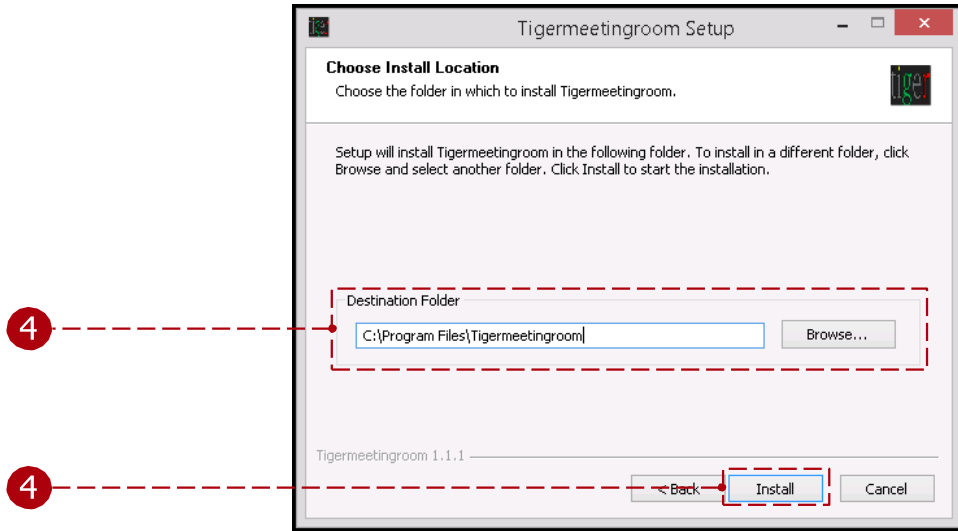 Tigermeetingroom Setup
Choose Install Location
Choose the folder in which to install Tigermeetingroom.
tiger
Setup will install Tigermeetingroom in the following folder. To install in a different folder, click
Browse and select another folder. Click Install to start the installation.
Destination Folder
4
C:\Program Files\Tigermeetingroom
Browse...
Tigermeetingroom 1.1.1
4
< Back
Install
Cancel